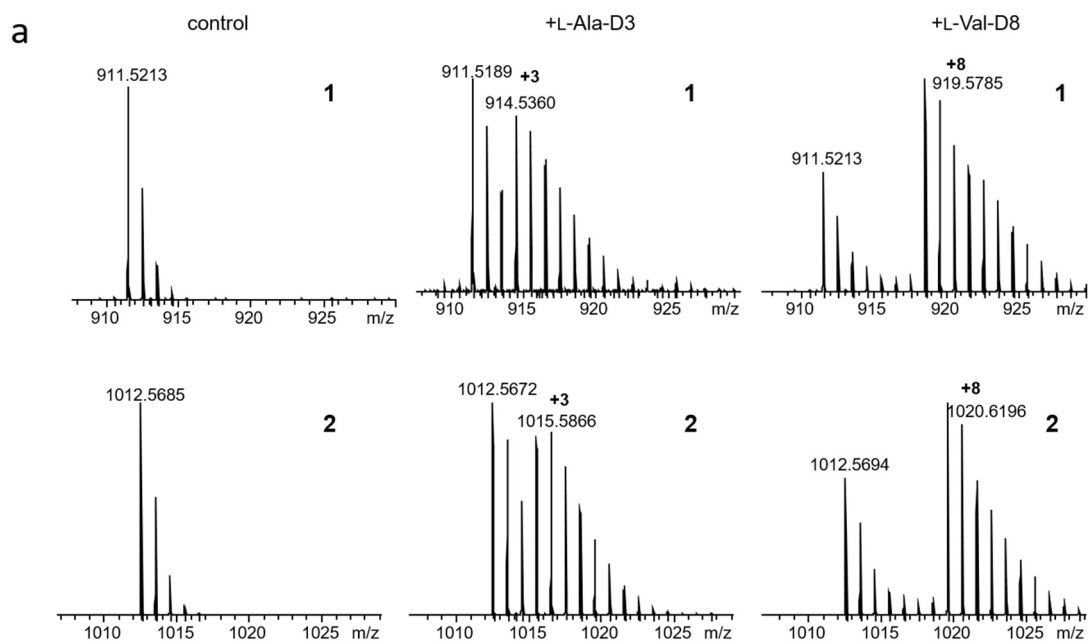 a
control
+L-Ala-D3
+L-Val-D8
911.5213
1
910 915 920 925 m/z
911.5189
+3
914.5360
1
910 915 920 925 m/z
911.5213
+8
919.5785
1
910 915 920 925 m/z
1012.5685
2
1010 1015 1020 1025 m/z
1012.5672
+3
1015.5866
2
1010 1015 1020 1025 m/z
1012.5694
+8
1020.6196
2
1010 1015 1020 1025 m/z